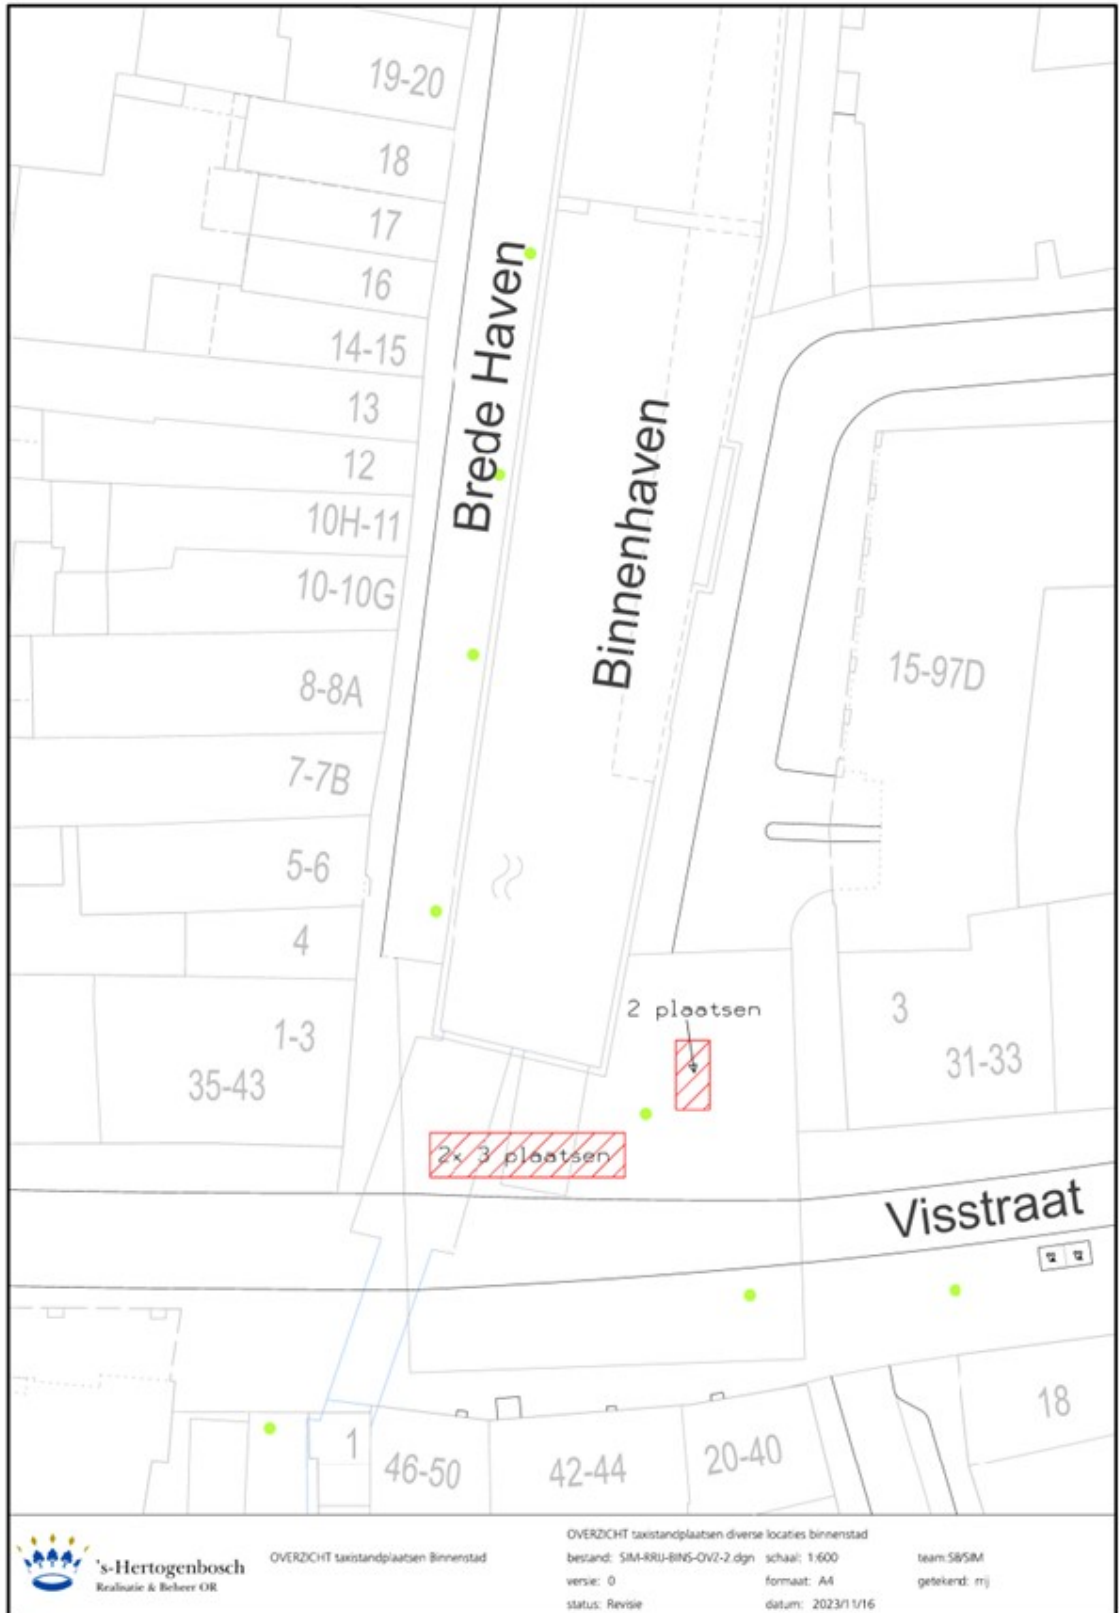 19-20
18
17
16
14-15
13
12
10H-11
10-10G
8-8A
7-7B
5-6
4
1-3
35-43
Brede Haven
Binnenhaven
15-97D
2 plaatsen
3
31-33
2x 3 plaatsen
Visstraat
18
1
46-50
42-44
20-40
's-Hertogenbosch
Realisatie & Beheer OR
OVERZICHT taxistandplaatsen Binnenstad
OVERZICHT taxistandplaatsen diverse locaties binnenstad
bestand: SIM-RRIJ-BINS-OVZ-2.dgn schaal: 1:600 team:SB/SIM
versie: 0 formaat: A4 getekend: mj
status: Revisie datum: 2023/11/16